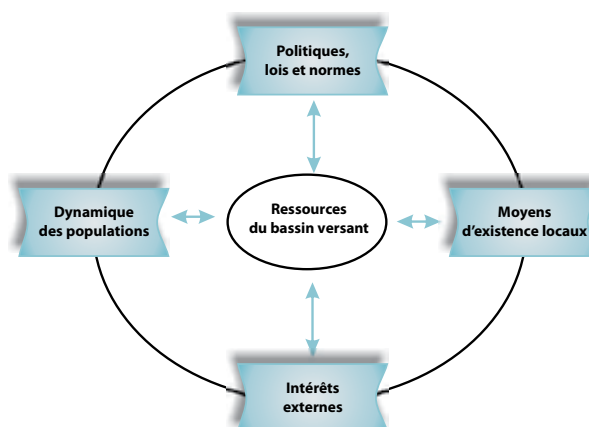 Politiques,
lois et normes
Dynamique
des populations
Ressources
du bassin versant
Moyens
d'existence locaux
Intérêts
externes